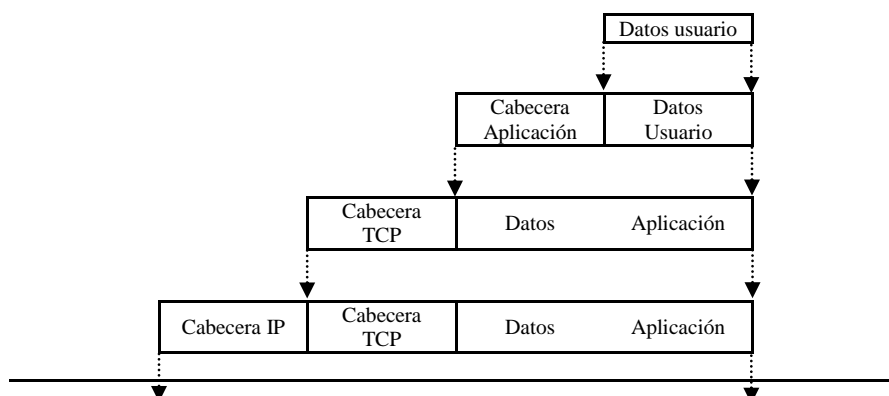 Datos usuario
Cabecera Datos
Aplicación Usuario
Cabecera
TCP Datos Aplicación
Cabecera IP Cabecera
TCP Datos Aplicación